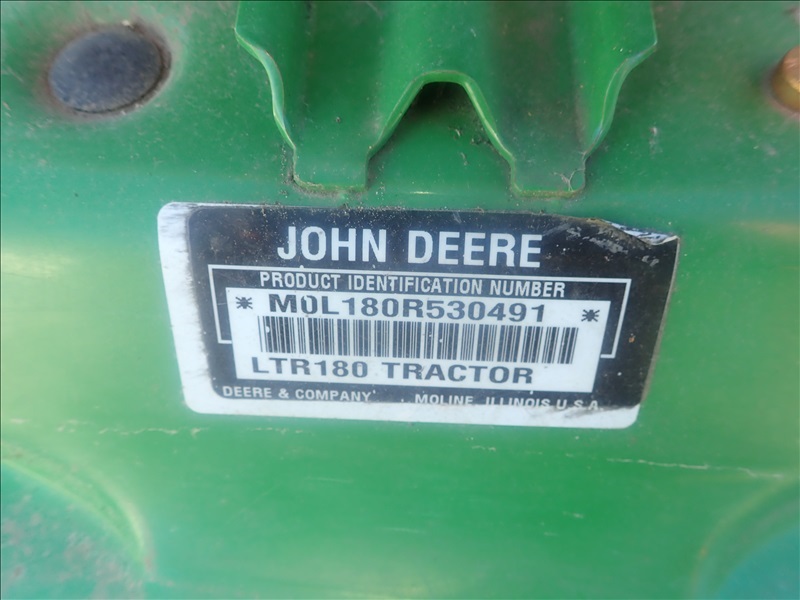 JOHN DEERE
PRODUCT IDENTIFICATION NUMBER
* M0L180R530491 *
LTR180 TRACTOR
DEERE & COMPANY MOLINE, ILLINOIS U.S.A.